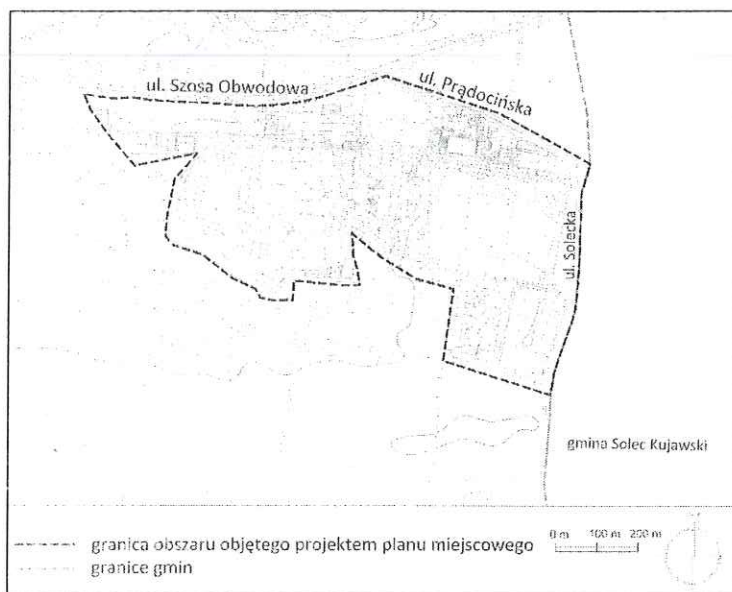 ul. Szosa Obwodowa
ul. Prądocińska
ul. Solecka
gmina Solec Kujawski
granica obszaru objętego projektem planu miejscowego
granice gmin
0 m 100 m 200 m